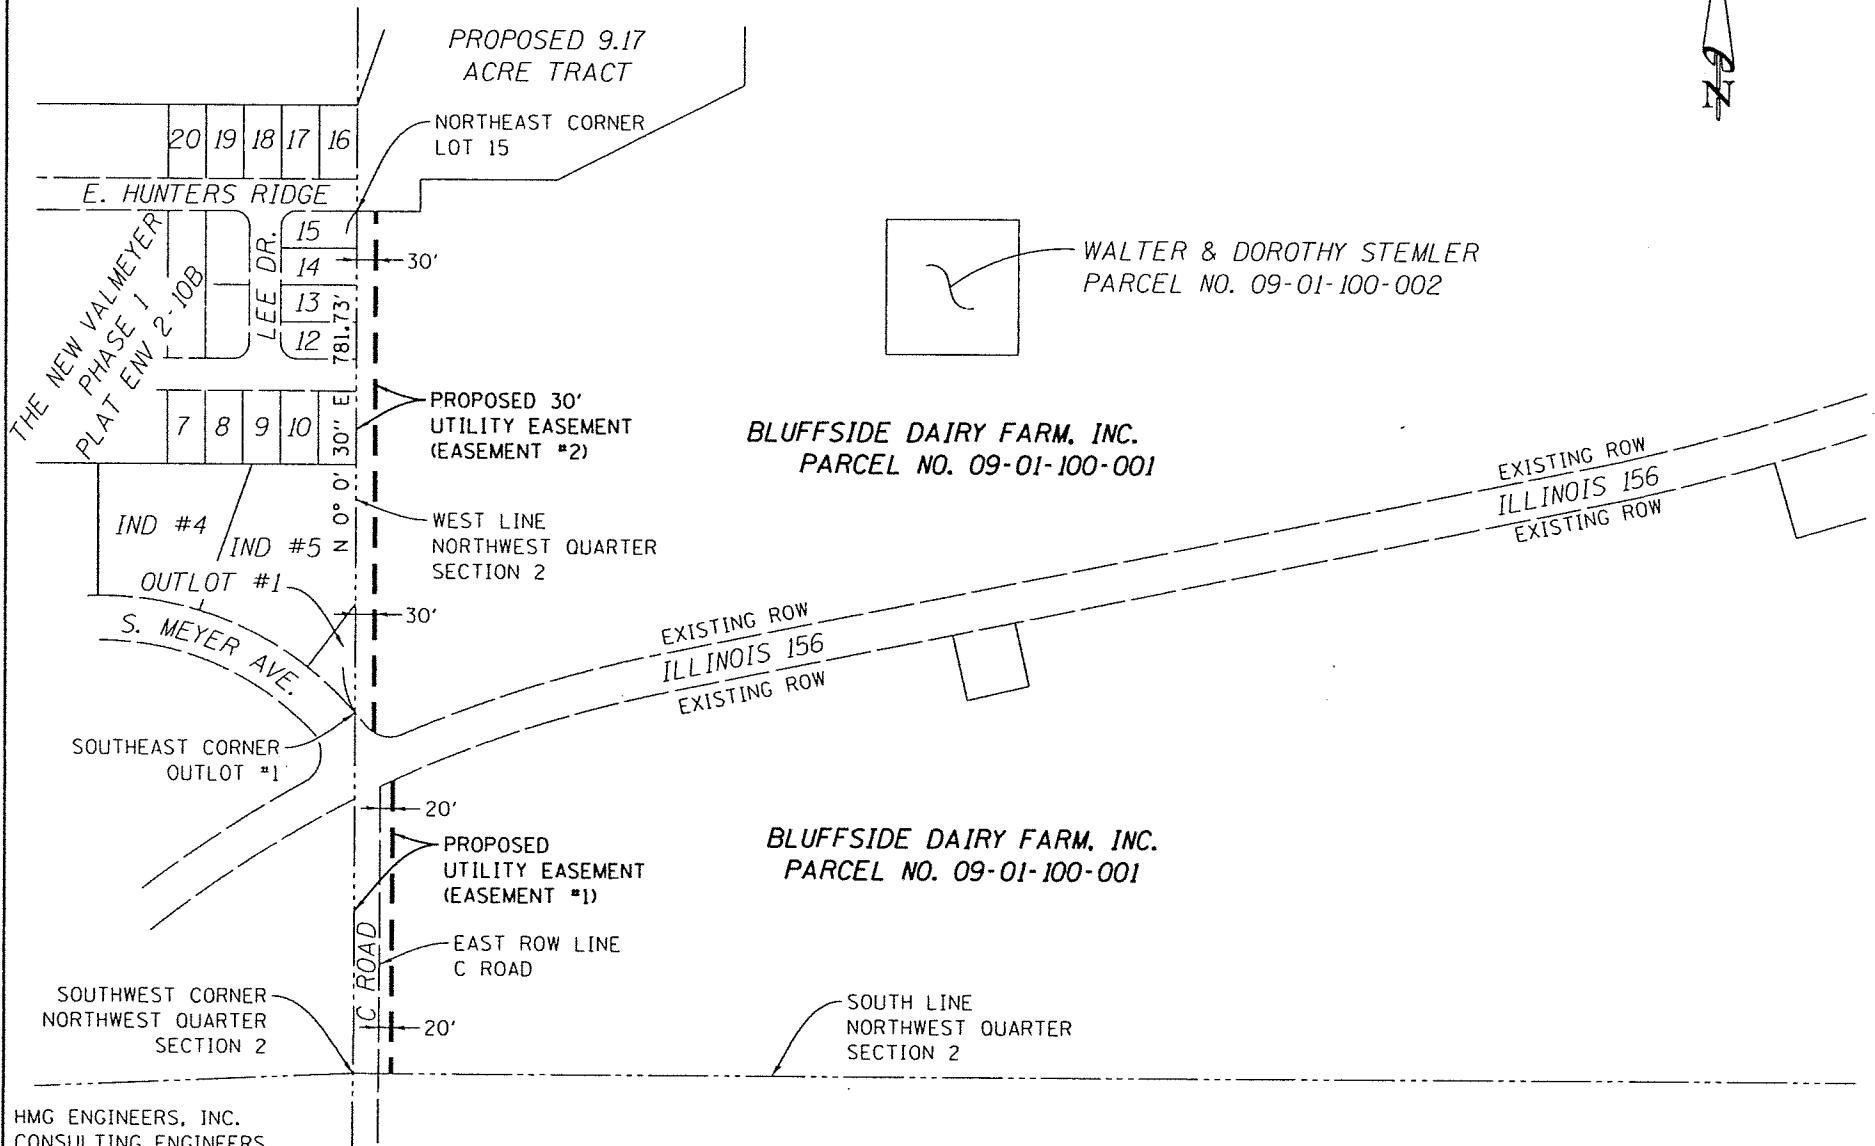 PROPOSED 9.17
ACRE TRACT
N
NORTHEAST CORNER
LOT 15
20 19 18 17 16
E. HUNTERS RIDGE
15
14
13
12
LEE DR.
30'
THE NEW VALMEYER
PHASE 1
PLAT ENV 2-10B
WALTER & DOROTHY STEMLER
PARCEL NO. 09-01-100-002
N 0° 0' 30" E 781.73'
7 8 9 10
PROPOSED 30'
UTILITY EASEMENT
(EASEMENT #2)
BLUFFSIDE DAIRY FARM, INC.
PARCEL NO. 09-01-100-001
EXISTING ROW
ILLINOIS 156
EXISTING ROW
IND #4
IND #5
WEST LINE
NORTHWEST QUARTER
SECTION 2
OUTLOT #1
30'
S. MEYER AVE.
EXISTING ROW
ILLINOIS 156
EXISTING ROW
SOUTHEAST CORNER
OUTLOT #1
20'
PROPOSED
UTILITY EASEMENT
(EASEMENT #1)
BLUFFSIDE DAIRY FARM, INC.
PARCEL NO. 09-01-100-001
C ROAD
EAST ROW LINE
C ROAD
SOUTHWEST CORNER
NORTHWEST QUARTER
SECTION 2
20'
SOUTH LINE
NORTHWEST QUARTER
SECTION 2
HMG ENGINEERS, INC.
CONSULTING ENGINEERS